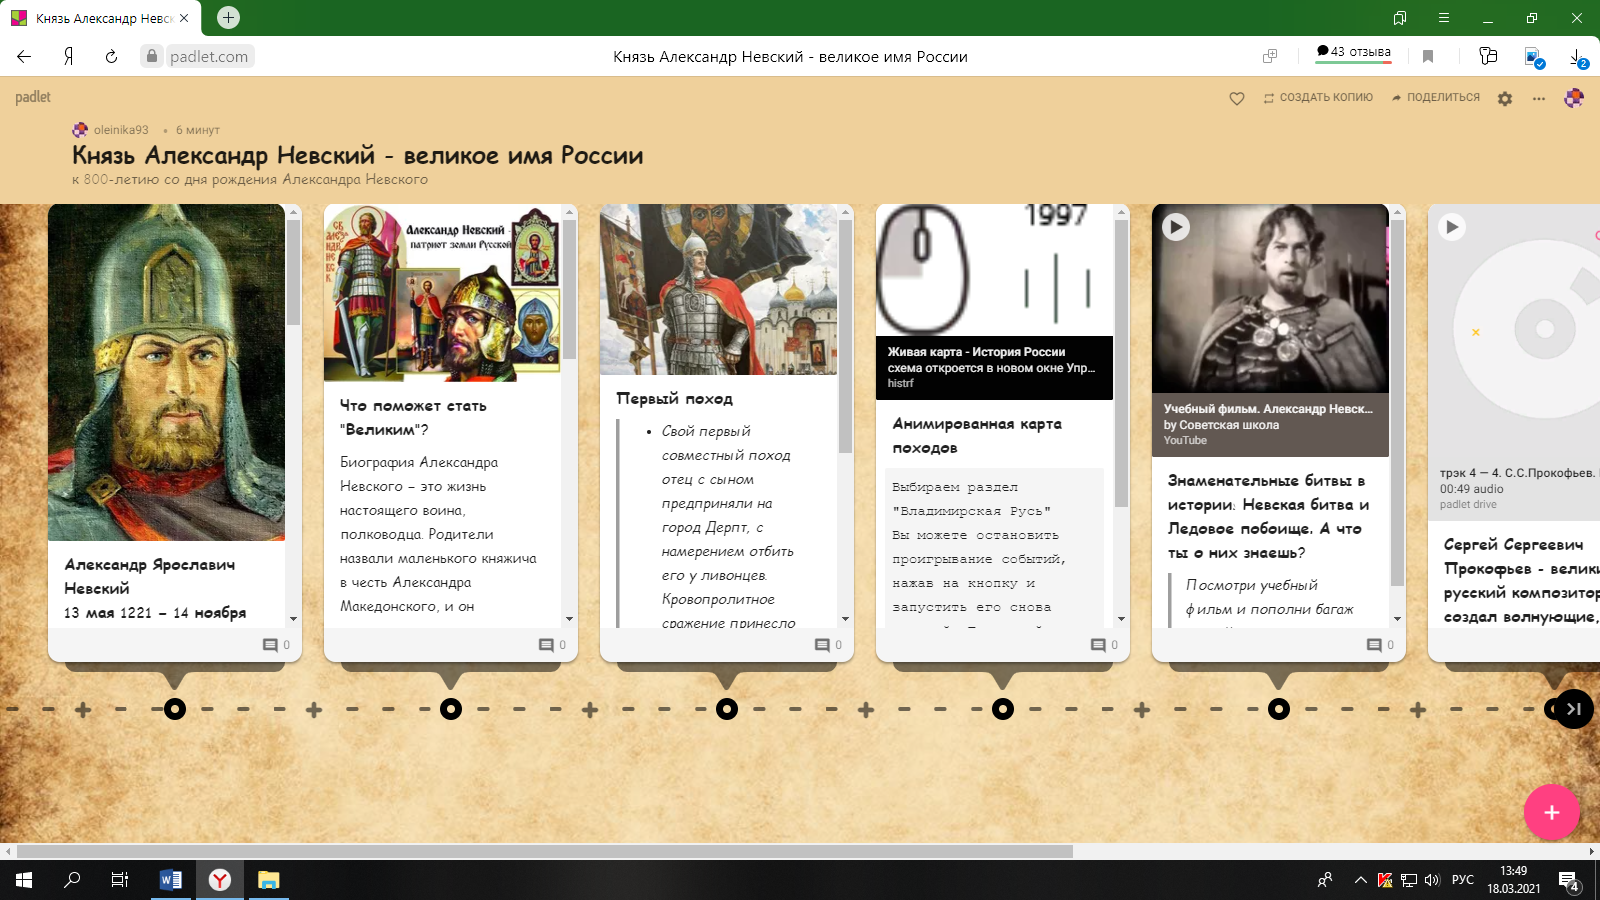 Князь Александр Невск
padlet.com
Князь Александр Невский - великое имя России
43 отзыва
2
padlet
СОЗДАТЬ КОПИЮ
ПОДЕЛИТЬСЯ
oleinika93 • 6 минут
Князь Александр Невский - великое имя России
к 800-летию со дня рождения Александра Невского
Александр Ярославич
Невский
13 мая 1221 – 14 ноября
0
Александр Невский -
патриот земли Русской
Что поможет стать
"Великим"?
Биография Александра
Невского – это жизнь
настоящего воина,
полководца. Родители
назвали маленького княжича
в честь Александра
Македонского, и он
0
Первый поход
• Свой первый
совместный поход
отец с сыном
предприняли на
город Дерпт, с
намерением отбить
его у ливонцев.
Кровопролитное
сражение принесло
0
1997
Живая карта - История России
схема откроется в новом окне Упр...
histrf
Анимированная карта
походов
Выбираем раздел
"Владимирская Русь"
Вы можете остановить
проигрывание событий,
нажав на кнопку и
запустить его снова
0
Учебный фильм. Александр Невск...
by Советская школа
YouTube
Знаменательные битвы в
истории: Невская битва и
Ледовое побоище. А что
ты о них знаешь?
Посмотри учебный
фильм и пополни багаж
0
трэк 4 — 4. С.С.Прокофьев.
00:49 audio
padlet drive
Сергей Сергеевич
Прокофьев - велики
русский композитор
создал волнующие,
РУС
13:49
18.03.2021
4